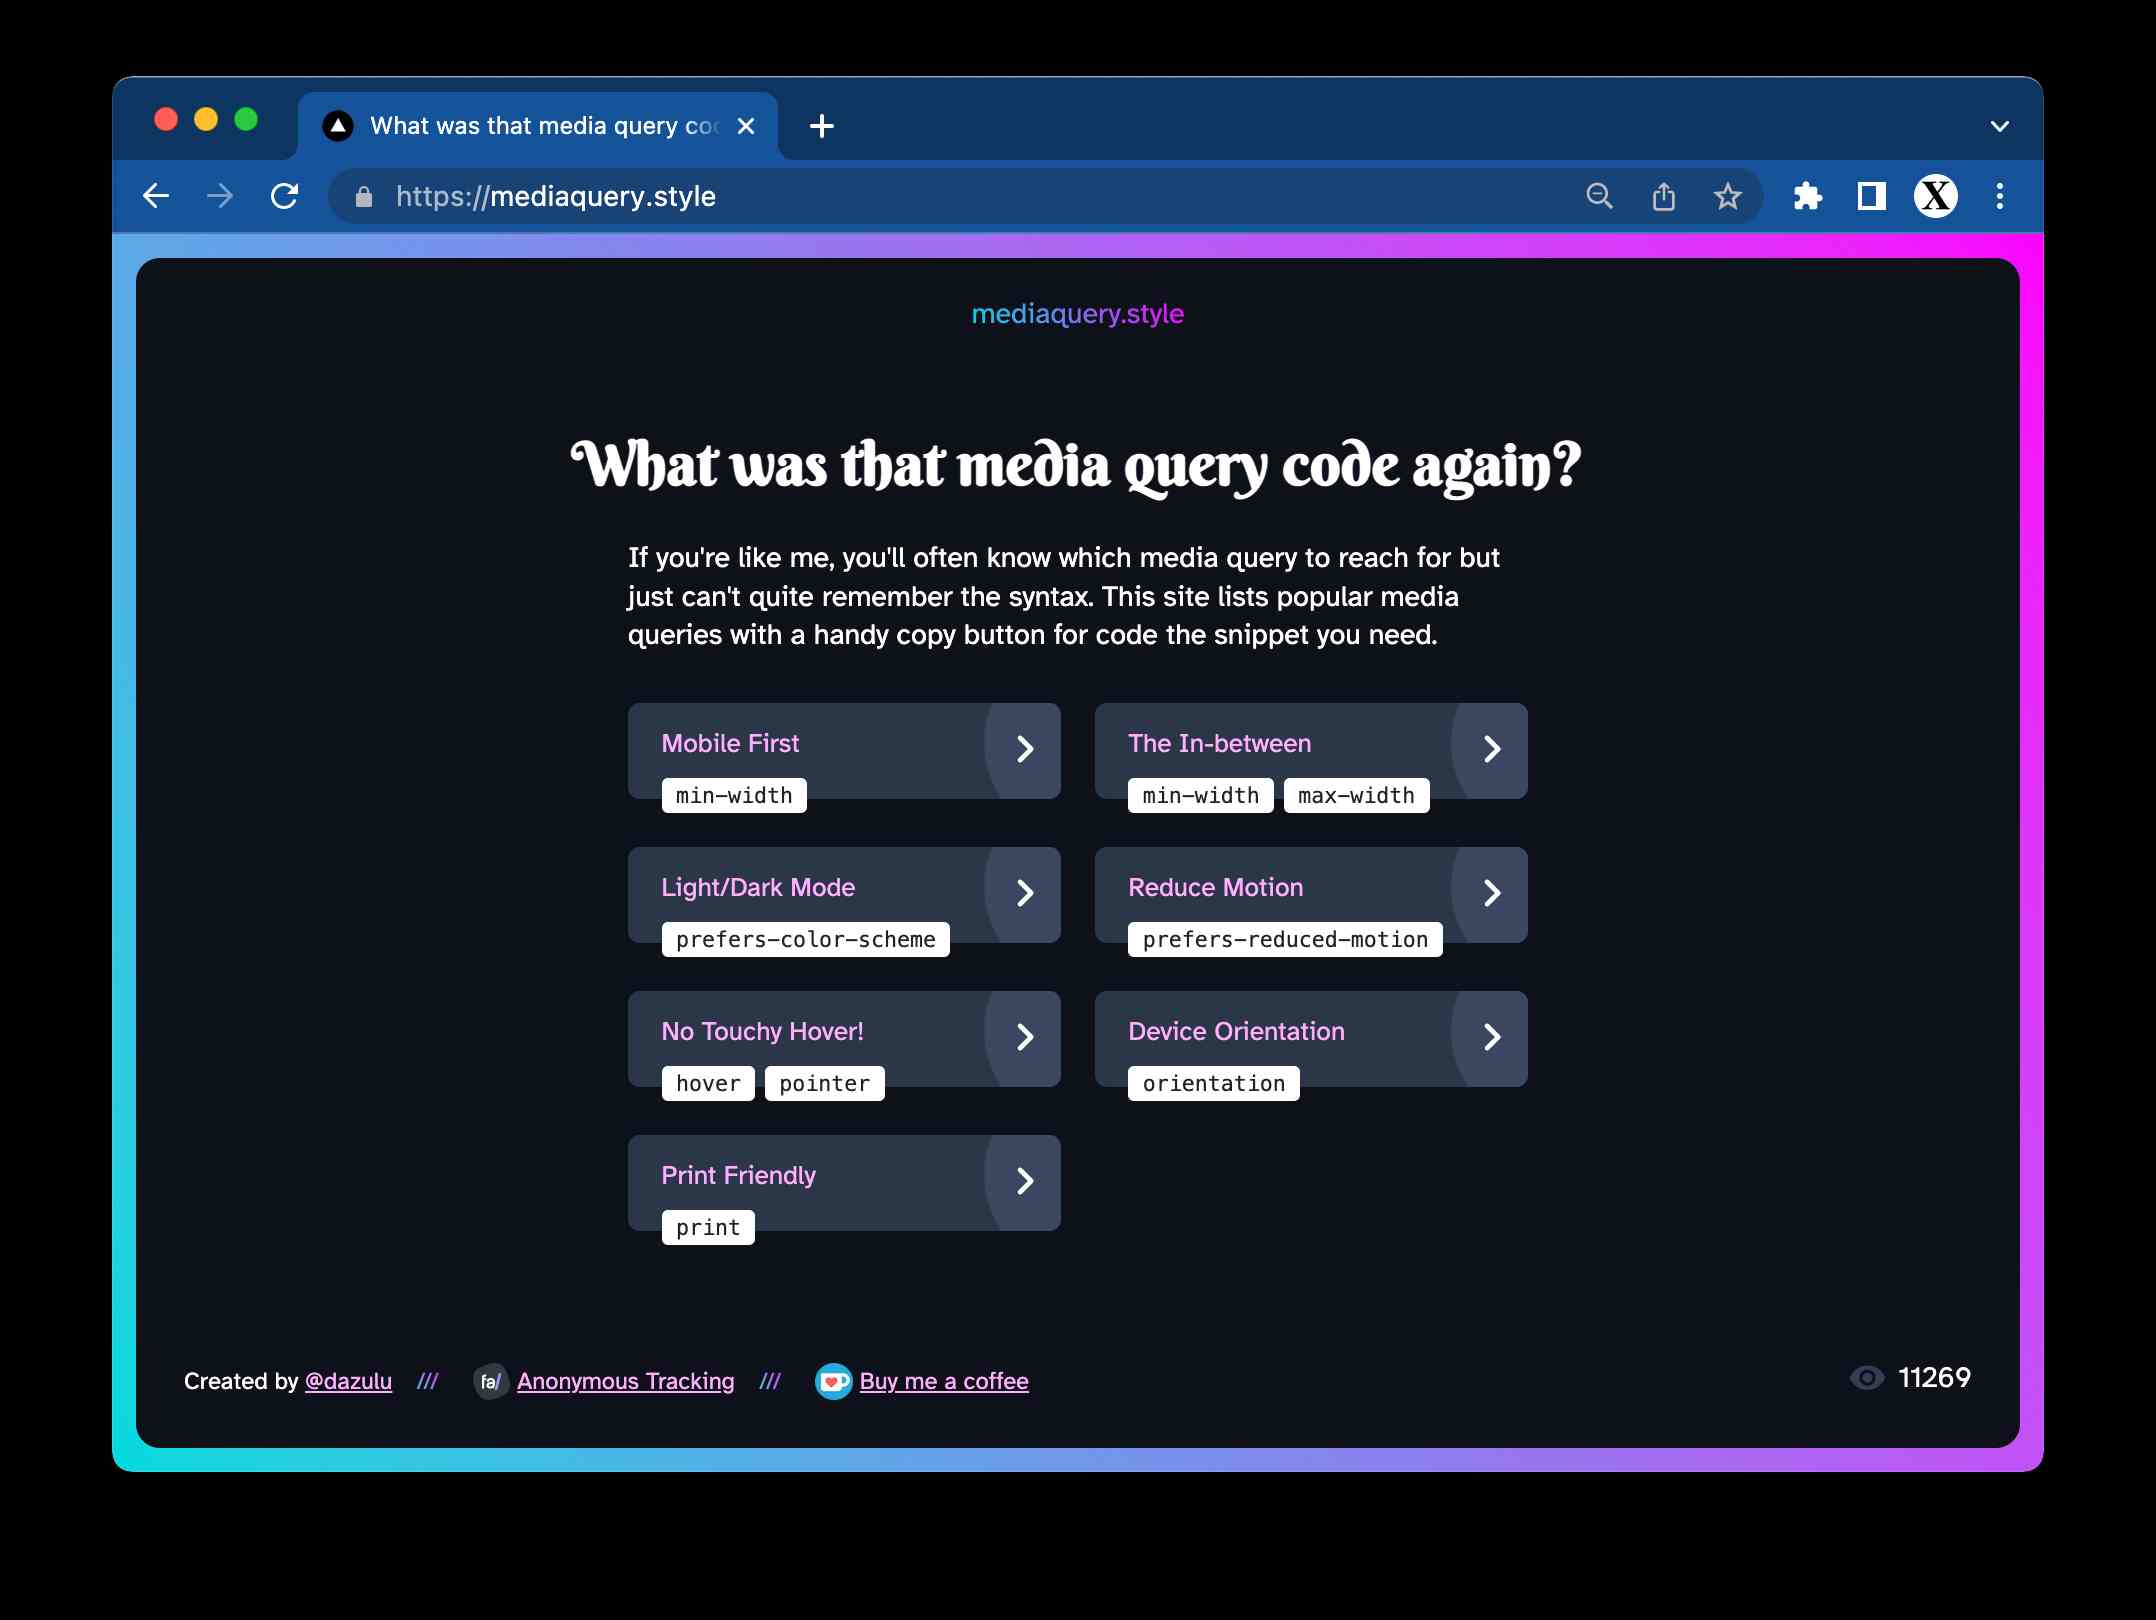 What was that media query co
https://mediaquery.style
X
mediaquery.style
What was that media query code again?
If you're like me, you'll often know which media query to reach for but
just can't quite remember the syntax. This site lists popular media
queries with a handy copy button for code the snippet you need.
Mobile First
min-width
The In-between
min-width max-width
Light/Dark Mode
prefers-color-scheme
Reduce Motion
prefers-reduced-motion
No Touchy Hover!
hover pointer
Device Orientation
orientation
Print Friendly
print
Created by @dazulu /// fa/ Anonymous Tracking /// Buy me a coffee
11269